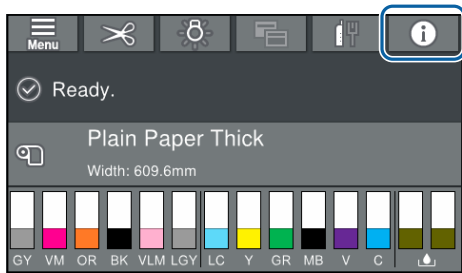 Menu
i
Ready.
Plain Paper Thick
Width: 609.6mm
GY VM OR BK VLM LGY LC Y GR MB V C